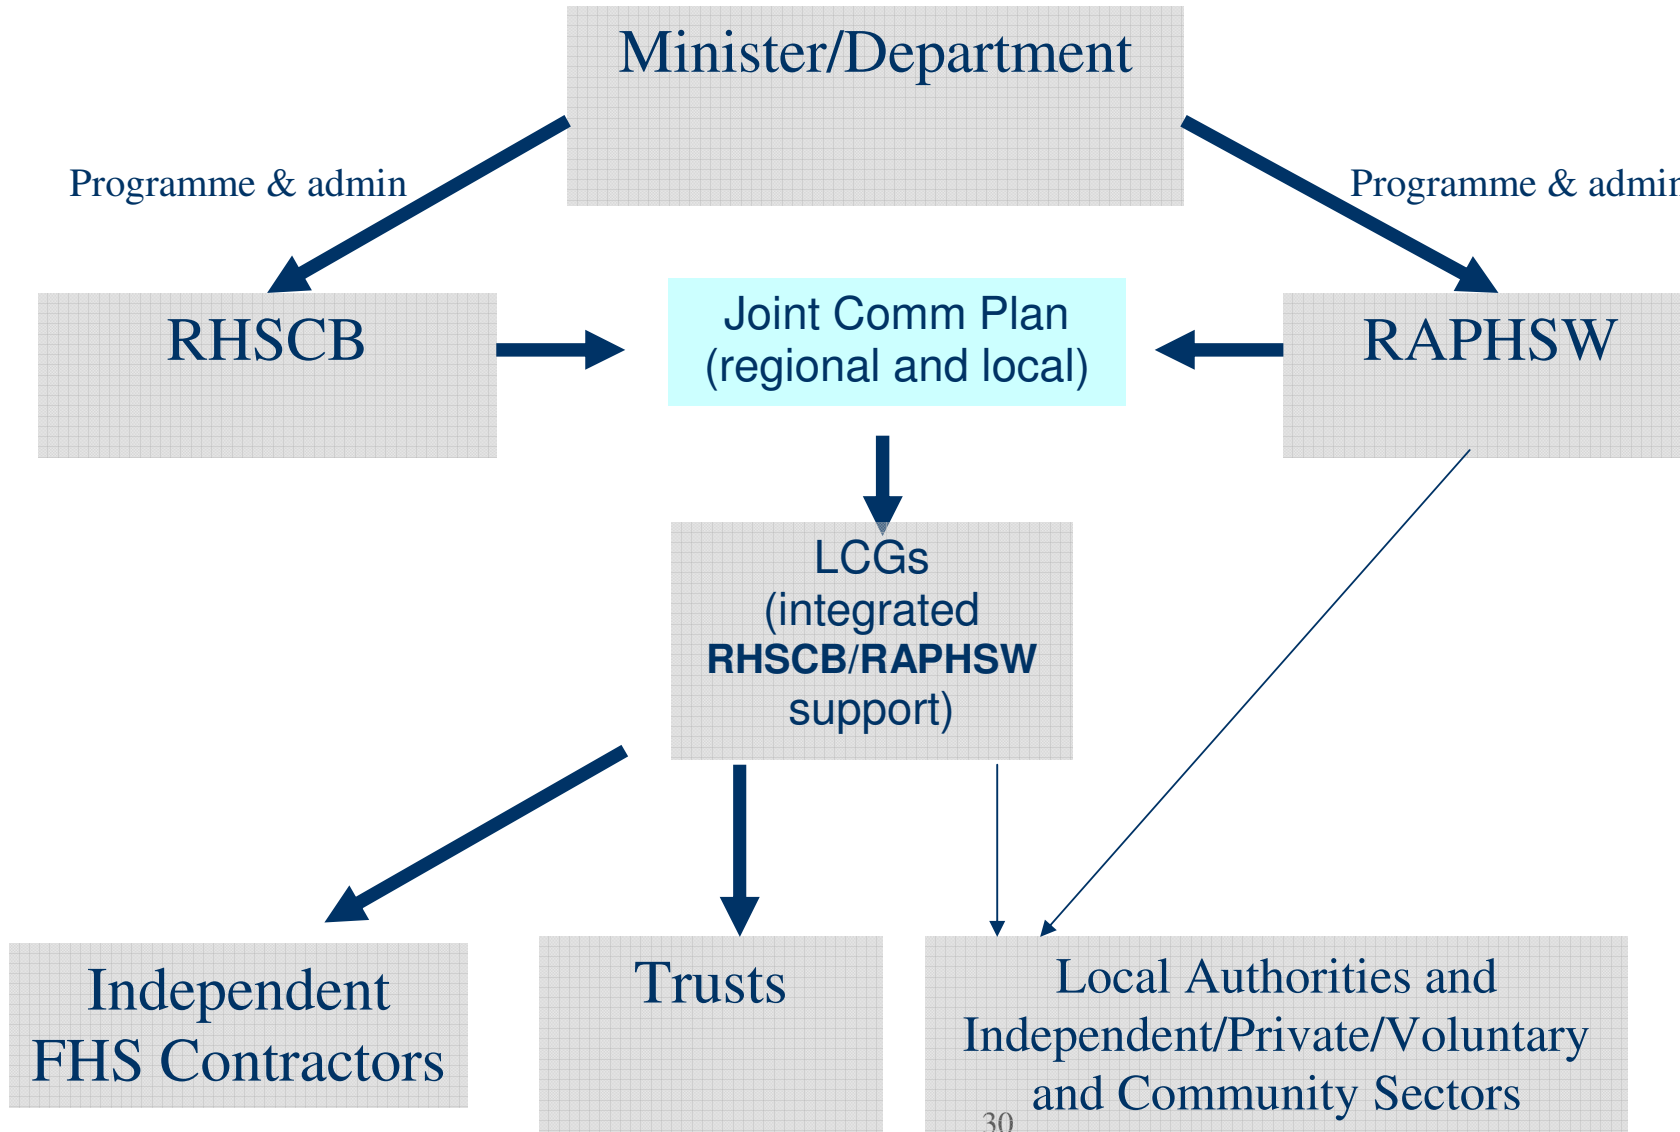 Minister/Department
Programme & admin
Programme & admin
RHSCB
Joint Comm Plan
(regional and local)
RAPHSW
LCGs
(integrated
RHSCB/RAPHSW
support)
Independent
FHS Contractors
Trusts
Local Authorities and
Independent/Private/Voluntary
and Community Sectors
30